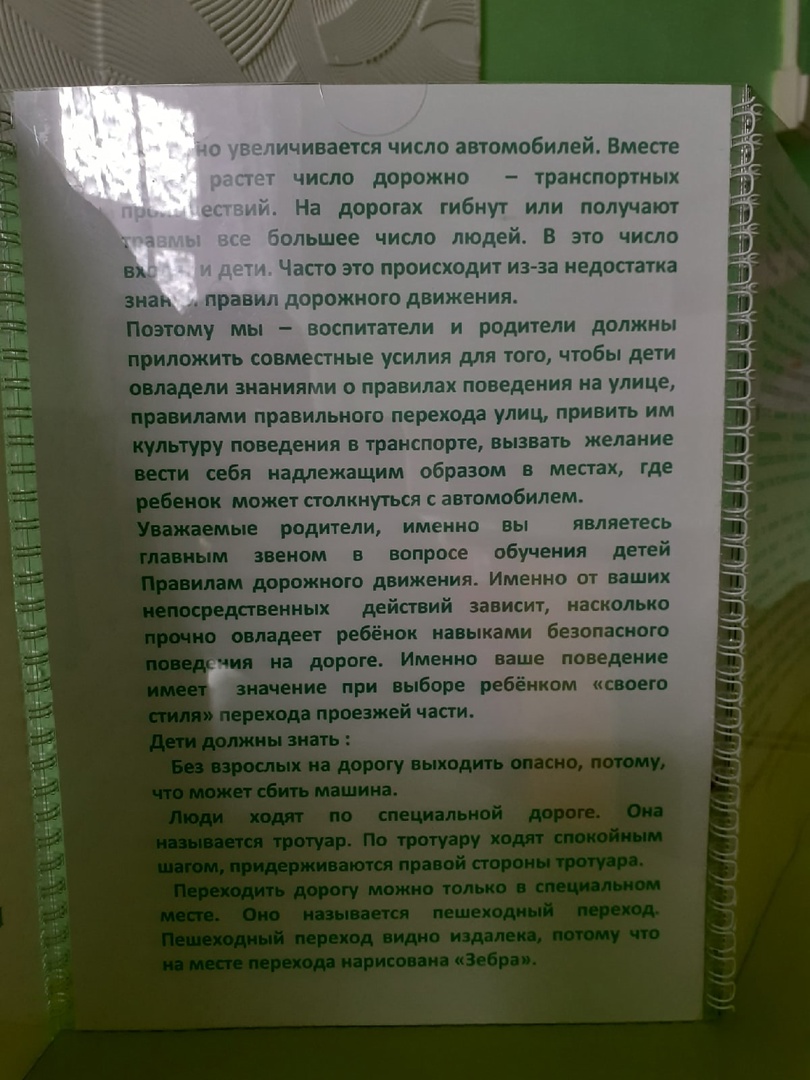 увеличивается число автомобилей. Вместе
растет число дорожно – транспортных
происшествий. На дорогах гибнут или получают
травмы все большее число людей. В это число
и дети. Часто это происходит из-за недостатка
правил дорожного движения.
Поэтому мы – воспитатели и родители должны
приложить совместные усилия для того, чтобы дети
овладели знаниями о правилах поведения на улице,
правилами правильного перехода улиц, привить им
культуру поведения в транспорте, вызвать желание
вести себя надлежащим образом в местах, где
ребенок может столкнуться с автомобилем.
Уважаемые родители, именно вы являетесь
главным звеном в вопросе обучения детей
Правилам дорожного движения. Именно от ваших
непосредственных действий зависит, насколько
прочно овладеет ребёнок навыками безопасного
поведения на дороге. Именно ваше поведение
имеет значение при выборе ребёнком «своего
стиля» перехода проезжей части.
Дети должны знать :
Без взрослых на дорогу выходить опасно, потому,
что может сбить машина.
Люди ходят по специальной дороге. Она
называется тротуар. По тротуару ходят спокойным
шагом, придерживаются правой стороны тротуара.
Переходить дорогу можно только в специальном
месте. Оно называется пешеходный переход.
Пешеходный переход видно издалека, потому что
на месте перехода нарисована «Зебра».